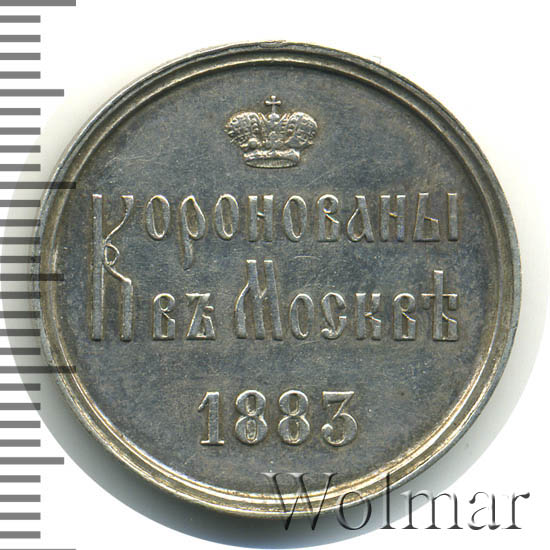 Коронованы
въ Москвѣ
1883
Wolmar